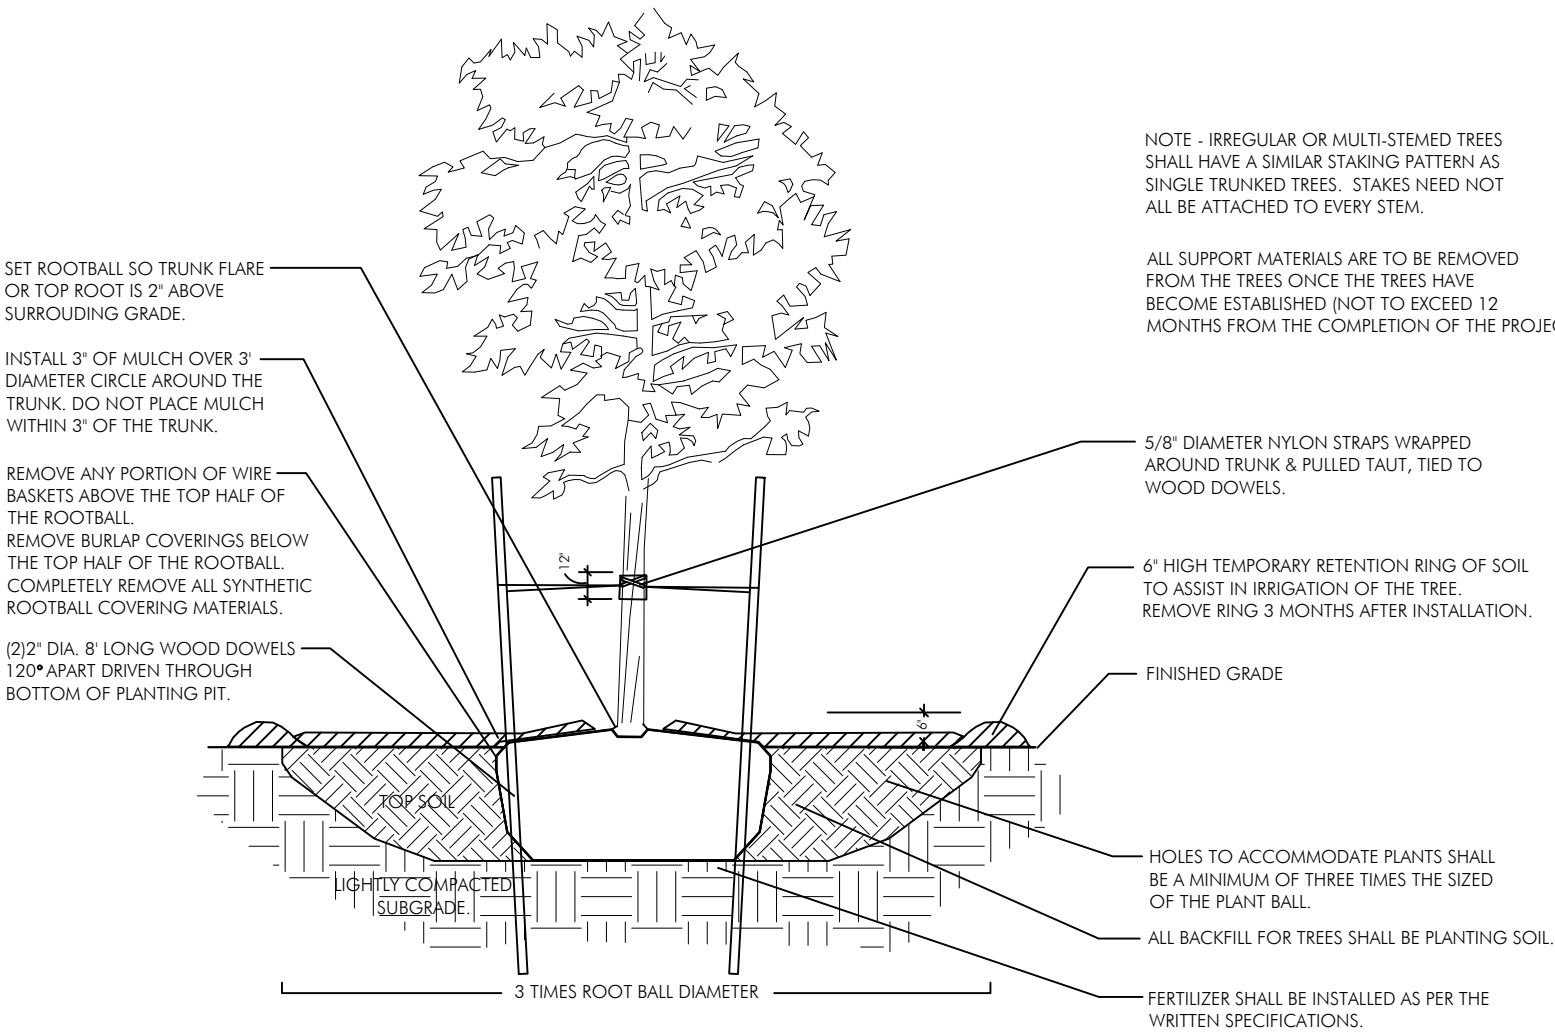 NOTE - IRREGULAR OR MULTI-STEMED TREES
SHALL HAVE A SIMILAR STAKING PATTERN AS
SINGLE TRUNKED TREES. STAKES NEED NOT
ALL BE ATTACHED TO EVERY STEM.
ALL SUPPORT MATERIALS ARE TO BE REMOVED
FROM THE TREES ONCE THE TREES HAVE
BECOME ESTABLISHED (NOT TO EXCEED 12
MONTHS FROM THE COMPLETION OF THE
SET ROOTBALL SO TRUNK FLARE
OR TOP ROOT IS 2" ABOVE
SURROUDING GRADE.
INSTALL 3" OF MULCH OVER 3'
DIAMETER CIRCLE AROUND THE
TRUNK. DO NOT PLACE MULCH
WITHIN 3" OF THE TRUNK.
REMOVE ANY PORTION OF WIRE
BASKETS ABOVE THE TOP HALF OF
THE ROOTBALL.
REMOVE BURLAP COVERINGS BELOW
THE TOP HALF OF THE ROOTBALL.
COMPLETELY REMOVE ALL SYNTHETIC
ROOTBALL COVERING MATERIALS.
(2)2" DIA. 8' LONG WOOD DOWELS
120° APART DRIVEN THROUGH
BOTTOM OF PLANTING PIT.
12"
5/8" DIAMETER NYLON STRAPS WRAPPED
AROUND TRUNK & PULLED TAUT, TIED TO
WOOD DOWELS.
6" HIGH TEMPORARY RETENTION RING OF SOIL
TO ASSIST IN IRRIGATION OF THE TREE.
REMOVE RING 3 MONTHS AFTER INSTALLATION.
FINISHED GRADE
6"
TOP SOIL
LIGHTLY COMPACTED
SUBGRADE.
HOLES TO ACCOMMODATE PLANTS SHALL
BE A MINIMUM OF THREE TIMES THE SIZED
OF THE PLANT BALL.
ALL BACKFILL FOR TREES SHALL BE PLANTING SOIL.
3 TIMES ROOT BALL DIAMETER
FERTILIZER SHALL BE INSTALLED AS PER THE
WRITTEN SPECIFICATIONS.